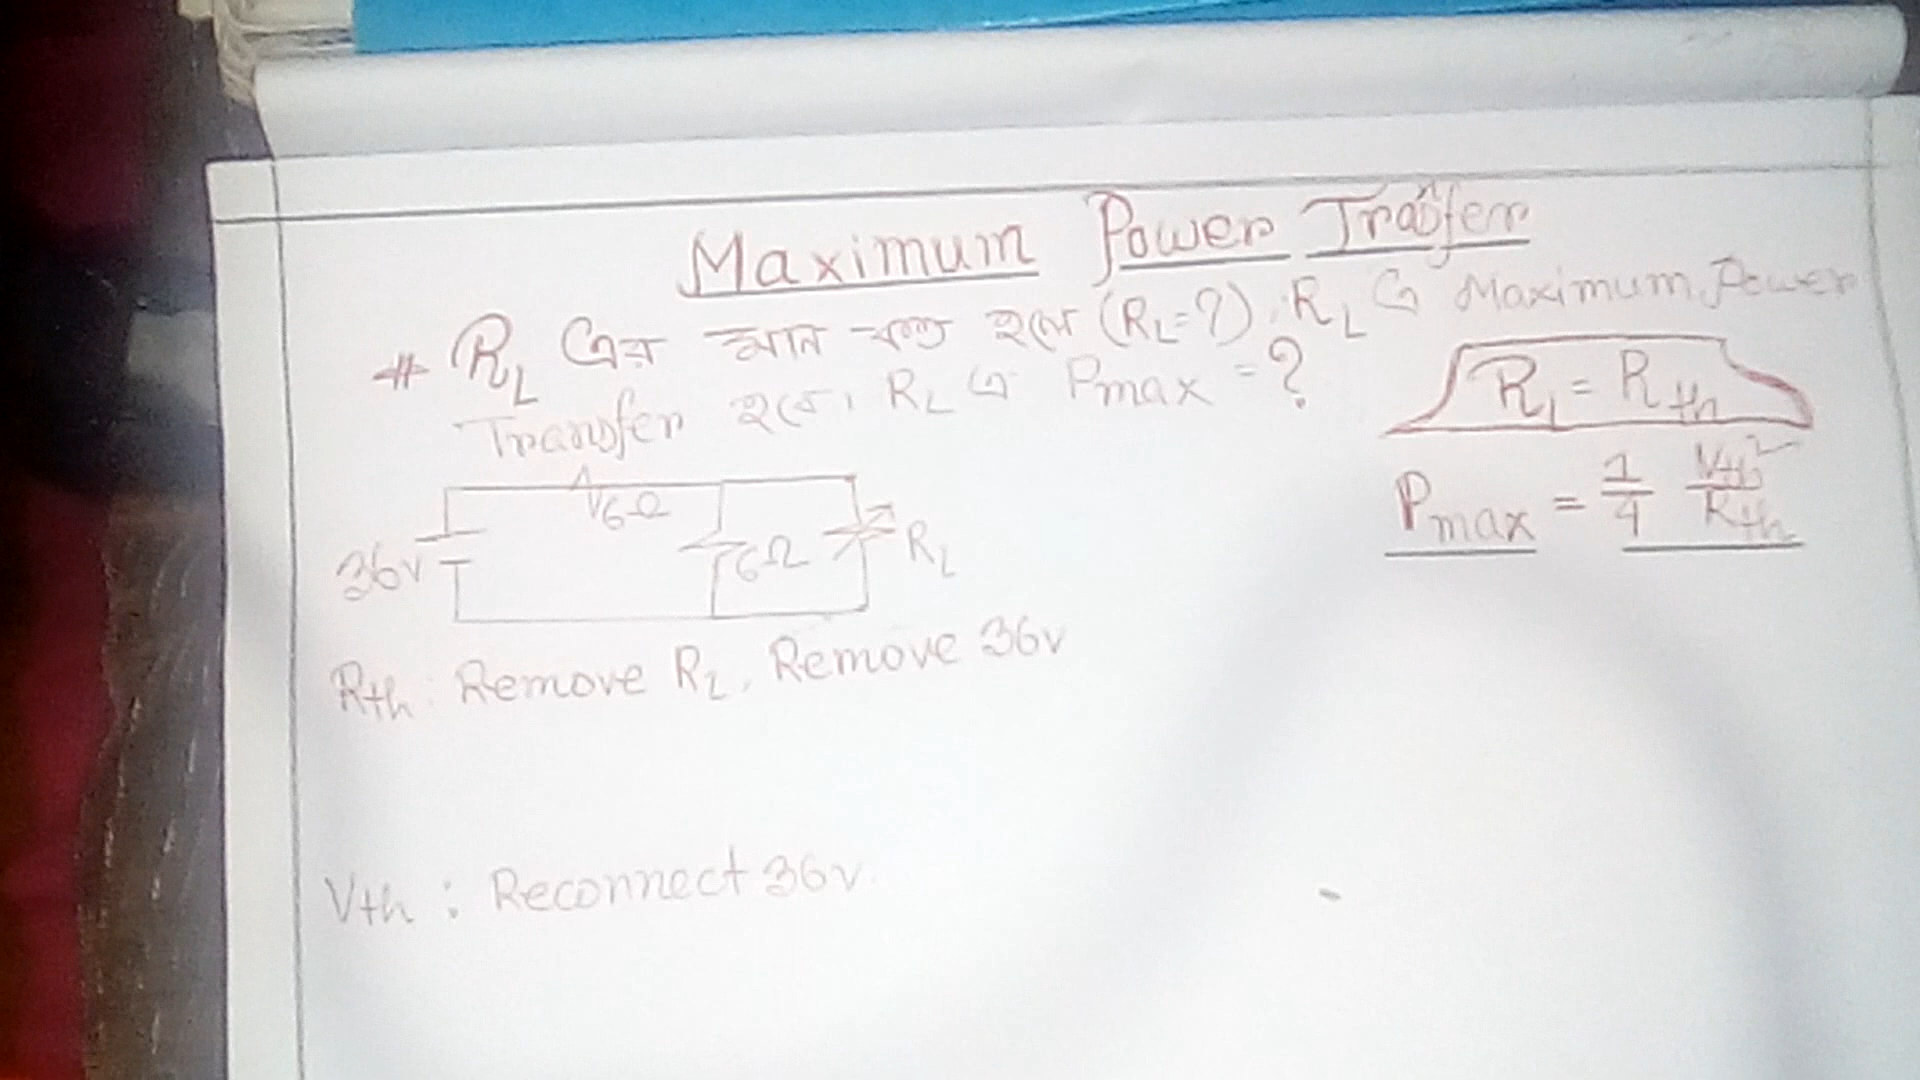 Maximum Power Transfer
# RL এর মান কত হলে (RL=?). RL এ Maximum Power
Transfer হবে। RL এ Pmax = ?
RL = Rth
Pmax = 1/4 Vth²/Rth
6Ω
36v
6Ω
RL
Rth : Remove RL, Remove 36v
Vth : Reconnect 36v.